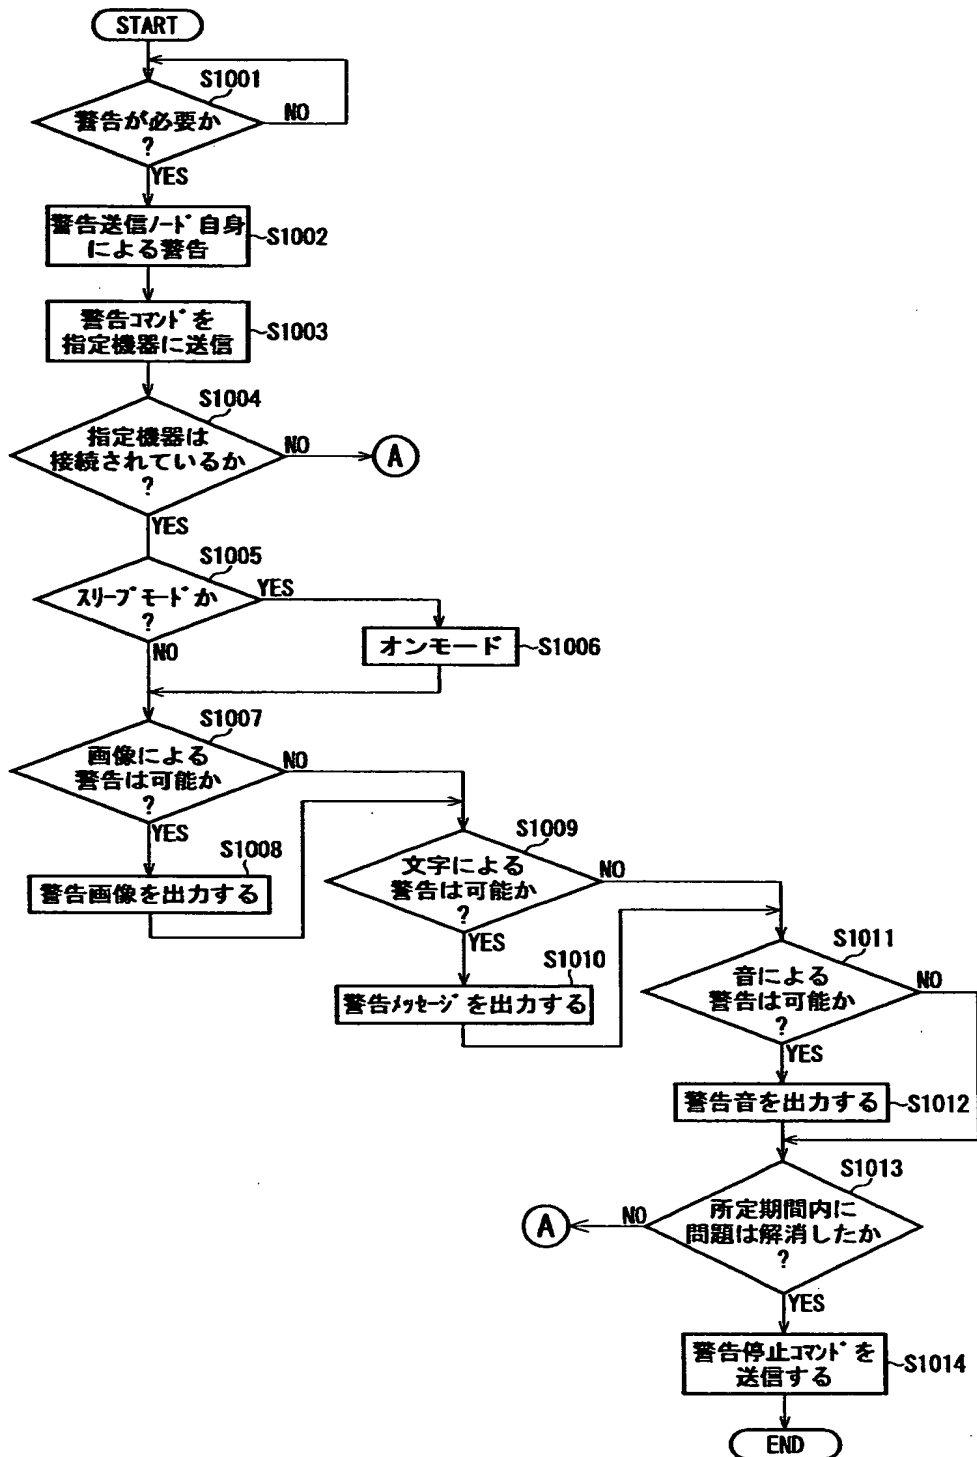 START
S1001
警告が必要か
?
NO
YES
警告送信ﾉｰﾄﾞ自身
による警告
S1002
警告ｺﾏﾝﾄﾞを
指定機器に送信
S1003
S1004
指定機器は
接続されているか
?
NO
A
YES
S1005
ｽﾘｰﾌﾟﾓｰﾄﾞか
?
YES
NO
オンモード
S1006
S1007
画像による
警告は可能か
?
NO
YES
S1008
警告画像を出力する
S1009
文字による
警告は可能か
?
NO
YES
S1010
警告ﾒｯｾｰｼﾞを出力する
S1011
音による
警告は可能か
?
NO
YES
警告音を出力する
S1012
S1013
所定期間内に
問題は解消したか
?
NO
A
YES
警告停止ｺﾏﾝﾄﾞを
送信する
S1014
END